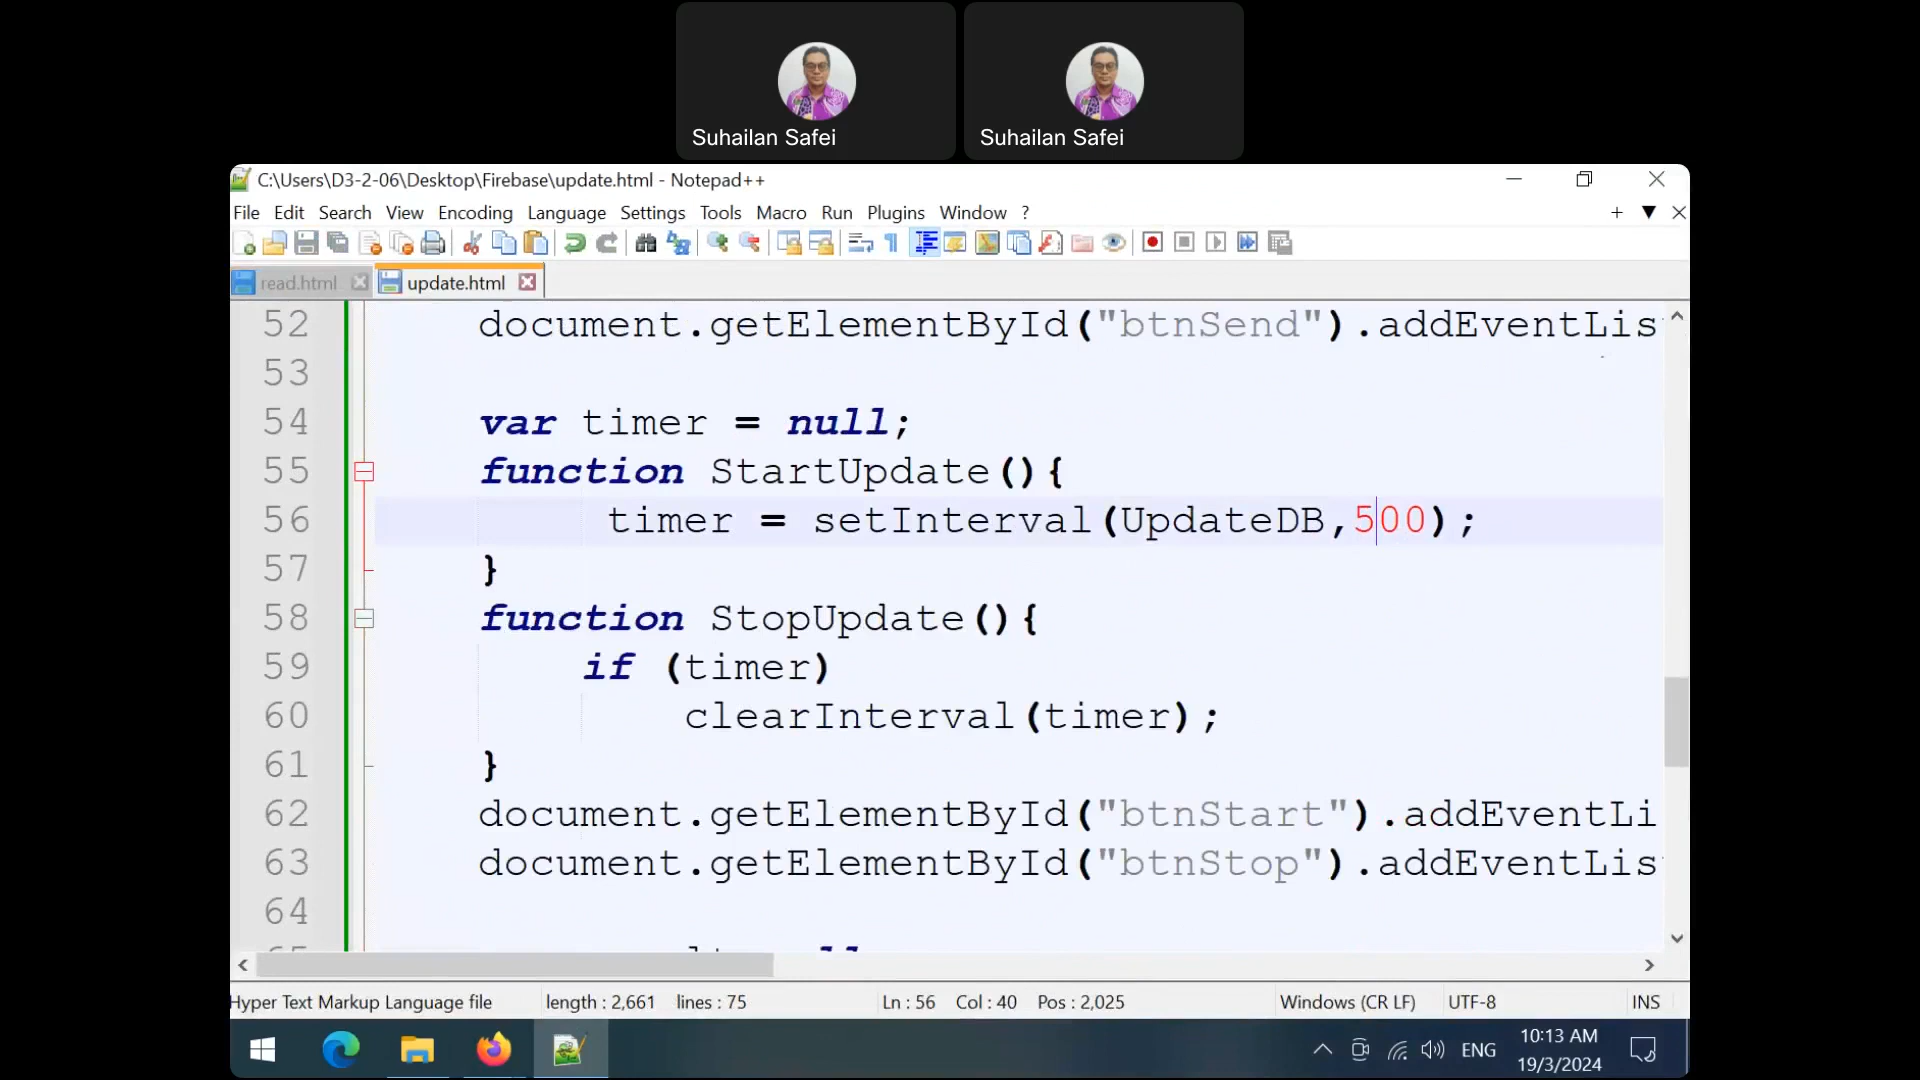 Suhailan Safei
Suhailan Safei
C:\Users\D3-2-06\Desktop\Firebase\update.html - Notepad++
File Edit Search View Encoding Language Settings Tools Macro Run Plugins Window ?
read.html
update.html
52 document.getElementById("btnSend").addEventLis
53
54 var timer = null;
55 function StartUpdate(){
56 timer = setInterval(UpdateDB,500);
57 }
58 function StopUpdate(){
59 if (timer)
60 clearInterval(timer);
61 }
62 document.getElementById("btnStart").addEventLi
63 document.getElementById("btnStop").addEventLis
64
Hyper Text Markup Language file length : 2,661 lines : 75 Ln : 56 Col : 40 Pos : 2,025 Windows (CR LF) UTF-8 INS
ENG
10:13 AM
19/3/2024